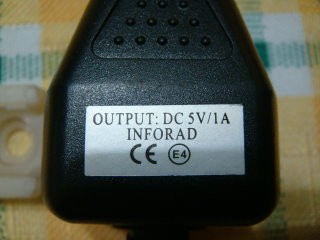 OUTPUT: DC 5V/1A
INFORAD
CE E4